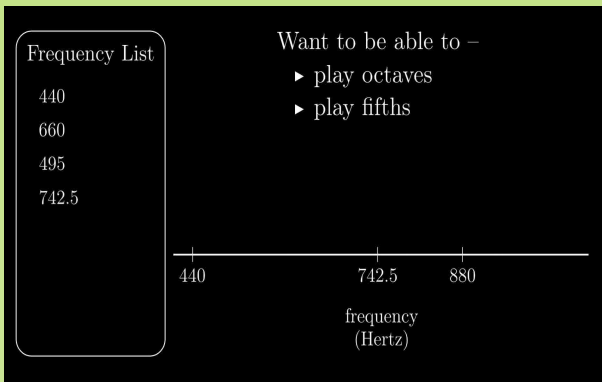 Frequency List
440
660
495
742.5
Want to be able to –
▸ play octaves
▸ play fifths
440 742.5 880
frequency
(Hertz)